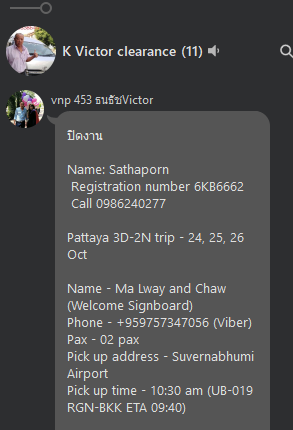 K Victor clearance (11)
vnp 453 ธนธัชVictor
ปิดงาน
Name: Sathaporn
Registration number 6KB6662
Call 0986240277
Pattaya 3D-2N trip - 24, 25, 26
Oct
Name - Ma Lway and Chaw
(Welcome Signboard)
Phone - +959757347056 (Viber)
Pax - 02 pax
Pick up address - Suvernabhumi
Airport
Pick up time - 10:30 am (UB-019
RGN-BKK ETA 09:40)